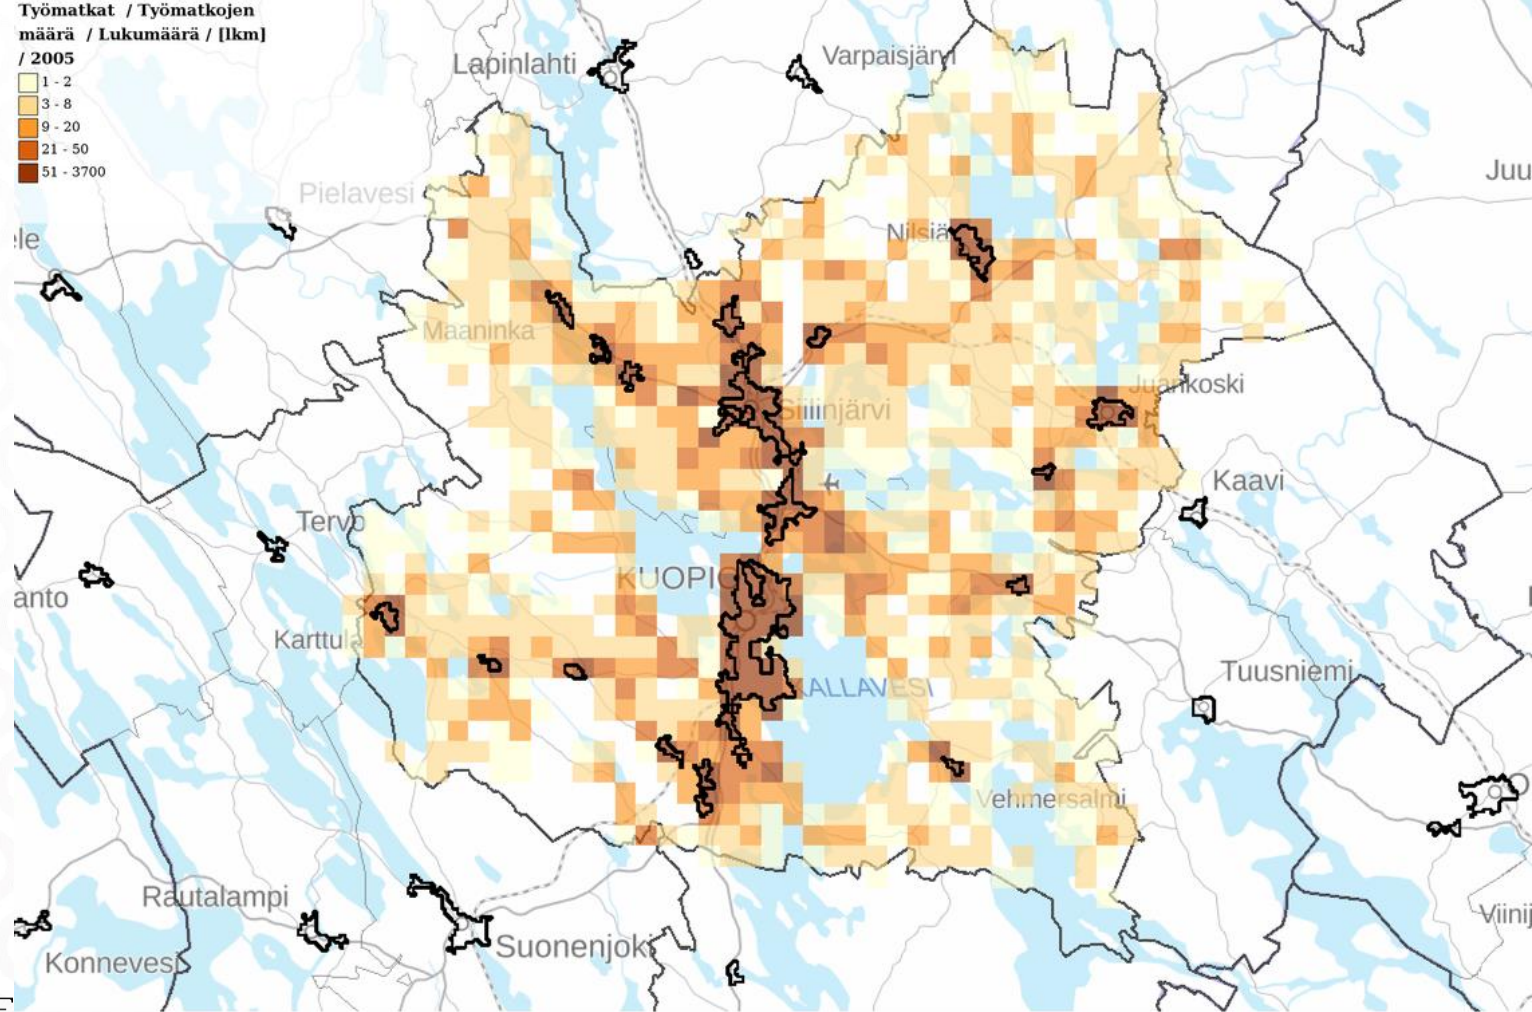 Työmatkat / Työmatkojen
määrä / Lukumäärä / [lkm]
/ 2005
1 - 2
3 - 8
9 - 20
21 - 50
51 - 3700
Lapinlahti
Varpaisjärvi
Juu
Pielavesi
ele
Nilsiä
Maaninka
Juankoski
Siilinjärvi
Kaavi
Tervo
KUOPIO
anto
Karttula
Tuusniemi
KALLAVESI
Vehmersalmi
Rautalampi
Viinij
Suonenjoki
Konnevesi